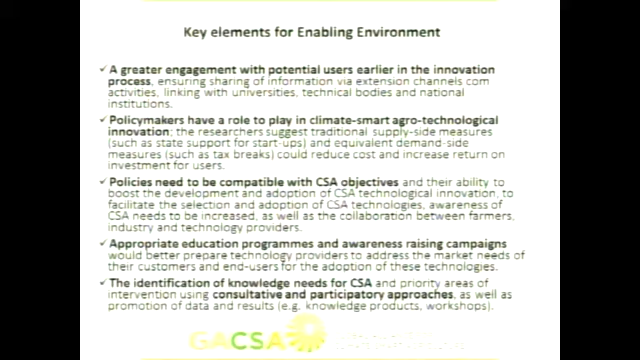 Key elements for Enabling Environment
✓ A greater engagement with potential users earlier in the innovation
process, ensuring sharing of information via extension channels com
activities, linking with universities, technical bodies and national
institutions.
✓ Policymakers have a role to play in climate-smart agro-technological
innovation; the researchers suggest traditional supply-side measures
(such as state support for start-ups) and equivalent demand-side
measures (such as tax breaks) could reduce cost and increase return on
investment for users.
✓ Policies need to be compatible with CSA objectives and their ability to
boost the development and adoption of CSA technological innovation, to
facilitate the selection and adoption of CSA technologies, awareness of
CSA needs to be increased, as well as the collaboration between farmers,
industry and technology providers.
✓ Appropriate education programmes and awareness raising campaigns
would better prepare technology providers to address the market needs of
their customers and end-users for the adoption of these technologies.
✓ The identification of knowledge needs for CSA and priority areas of
intervention using consultative and participatory approaches, as well as
promotion of data and results (e.g. knowledge products, workshops).
GACSA